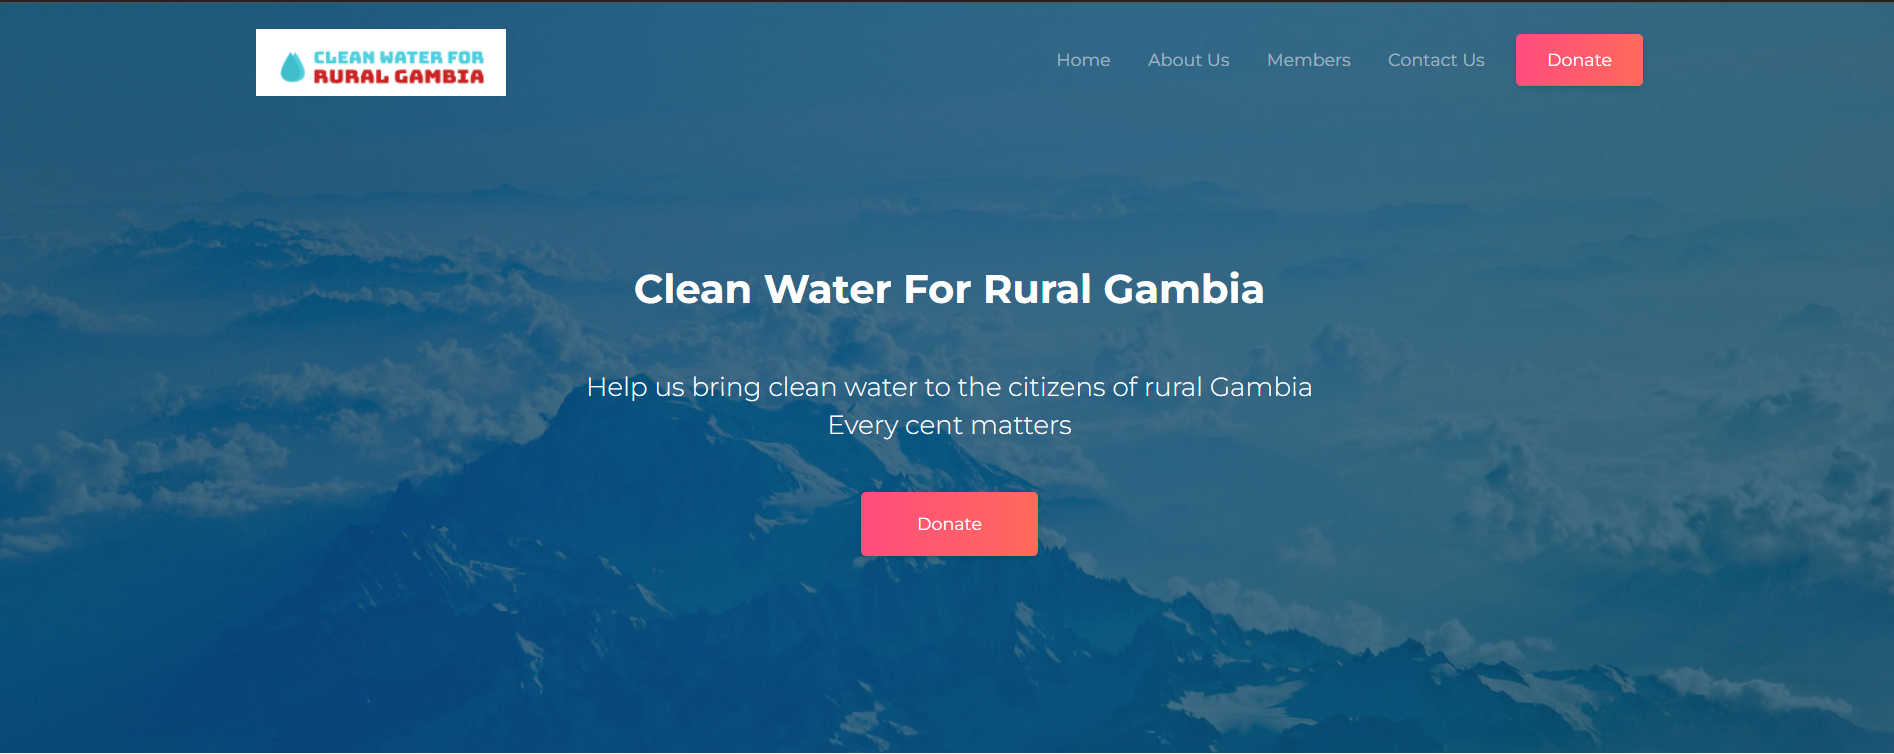 CLEAN WATER FOR
RURAL GAMBIA
Home About Us Members Contact Us Donate
Clean Water For Rural Gambia
Help us bring clean water to the citizens of rural Gambia
Every cent matters
Donate